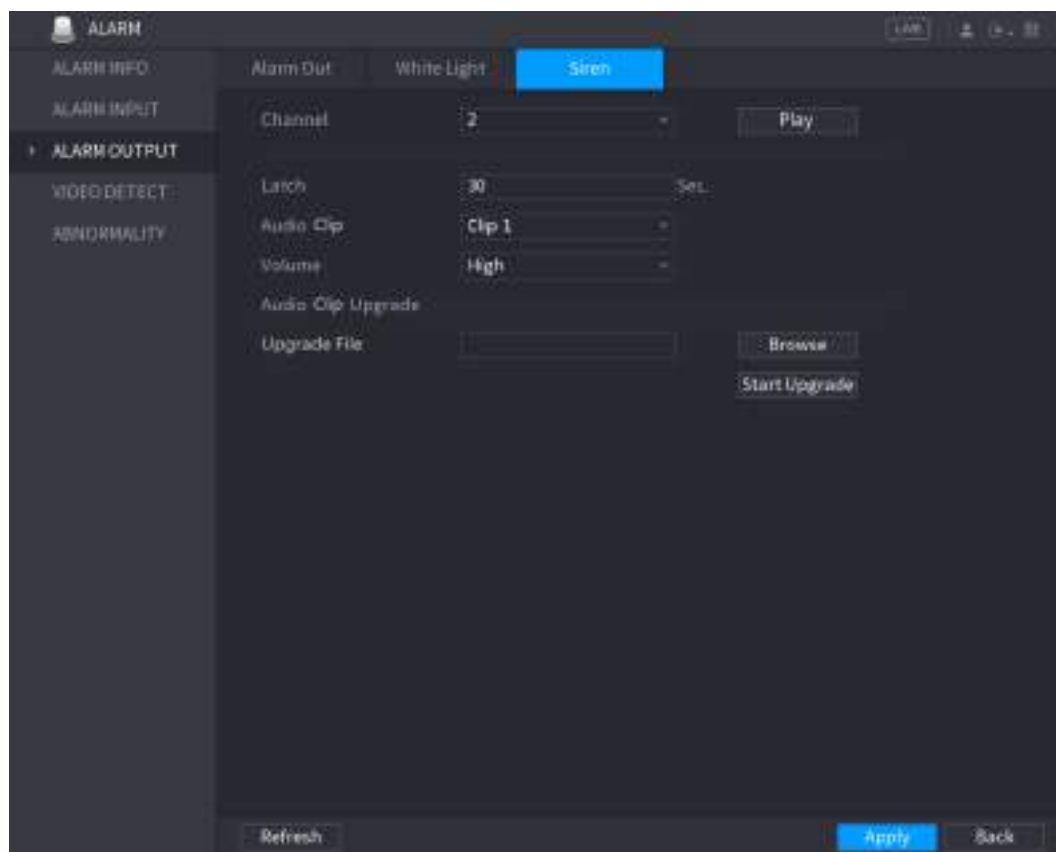 ALARM LIVE
ALARM INFO Alarm Out White Light Siren
ALARM INPUT Channel 2 Play
ALARM OUTPUT
VIDEO DETECT Latch 30 Sec.
ABNORMALITY Audio Clip Clip 1
Volume High
Audio Clip Upgrade
Upgrade File Browse
Start Upgrade
Refresh Apply Back